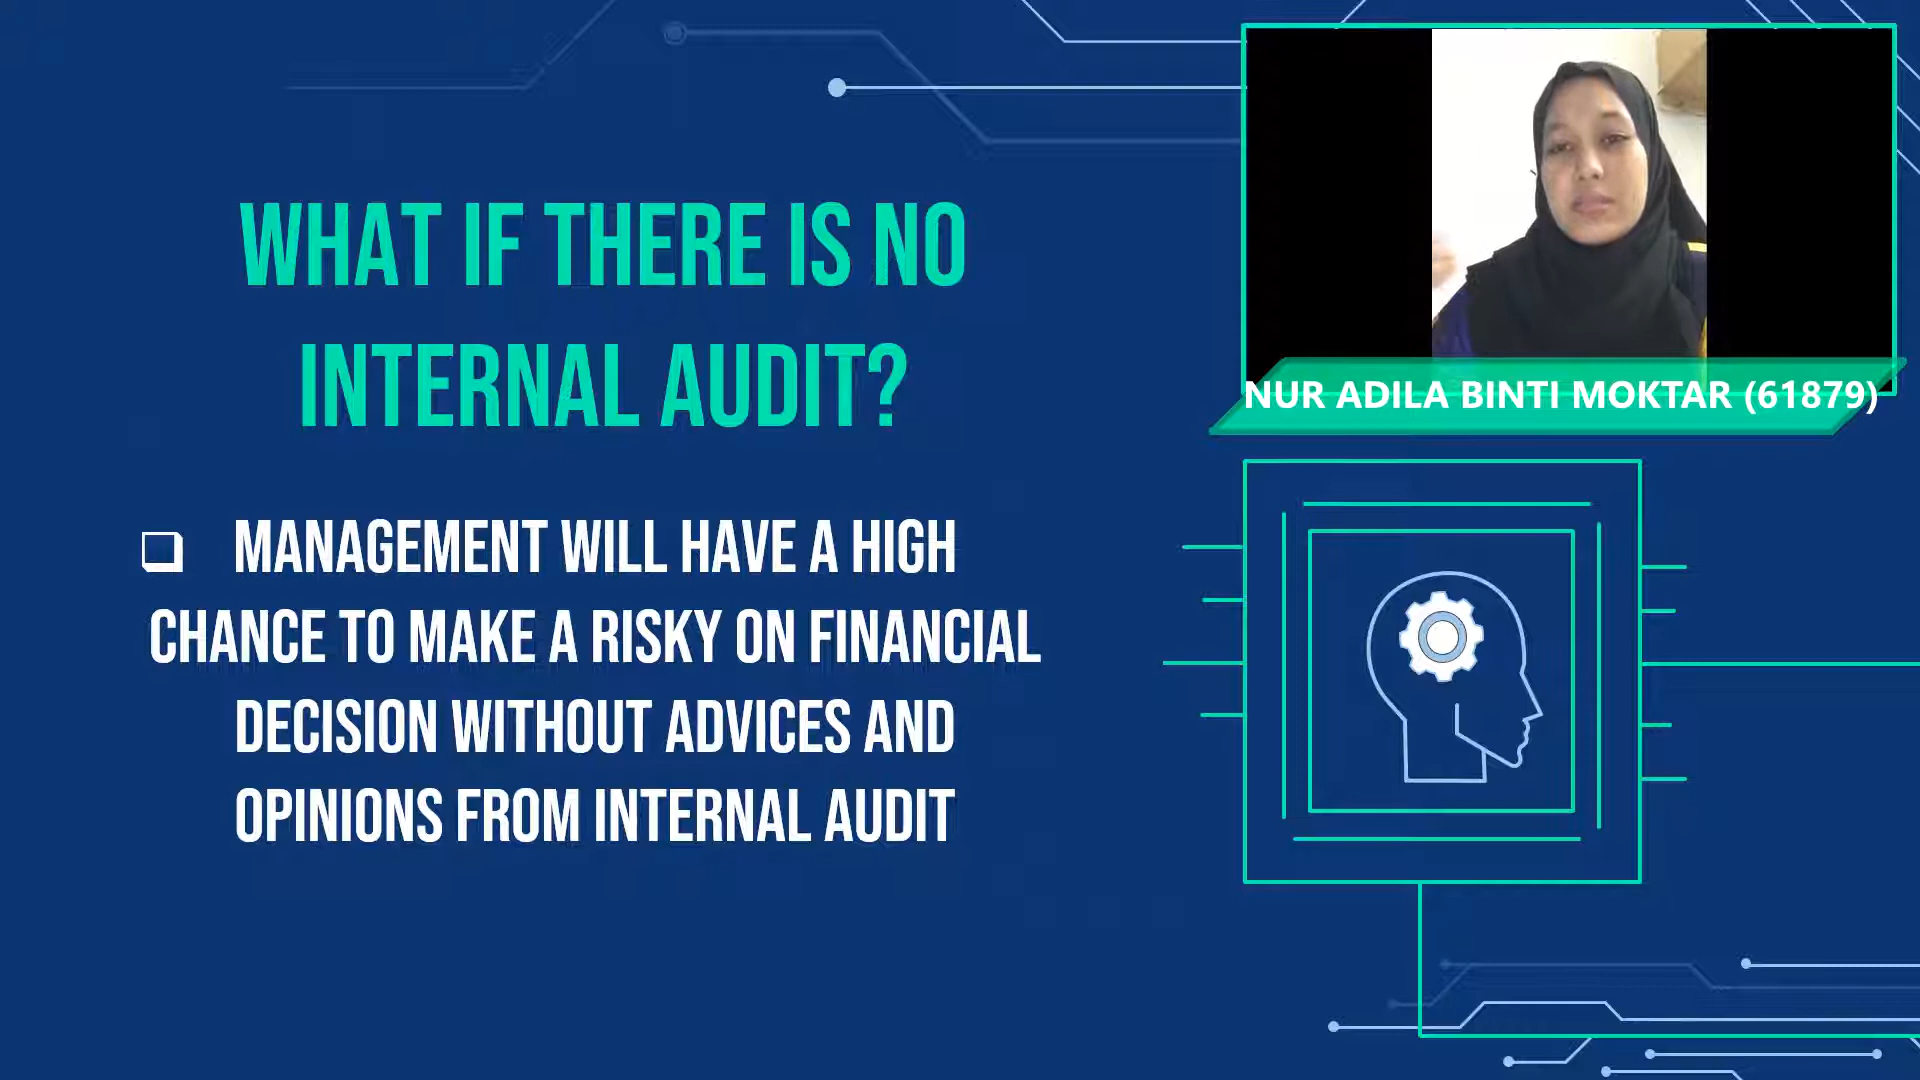 WHAT IF THERE IS NO
INTERNAL AUDIT?
NUR ADILA BINTI MOKTAR (61879)
MANAGEMENT WILL HAVE A HIGH
CHANCE TO MAKE A RISKY ON FINANCIAL
DECISION WITHOUT ADVICES AND
OPINIONS FROM INTERNAL AUDIT